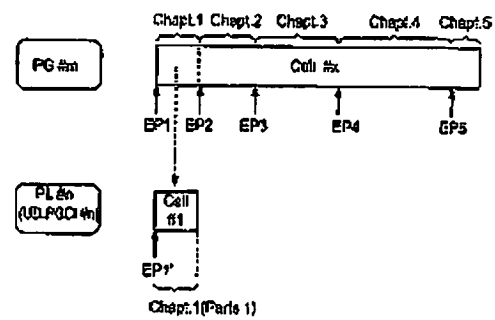 Chapt.1 Chapt.2 Chapt.3 Chapt.4 Chapt.5
PG #m
Cell #x
EP1 EP2 EP3 EP4 EP5
PL #n
(UD_PGCI #n)
Cell
#1
EP1'
Chapt.1(Parts 1)